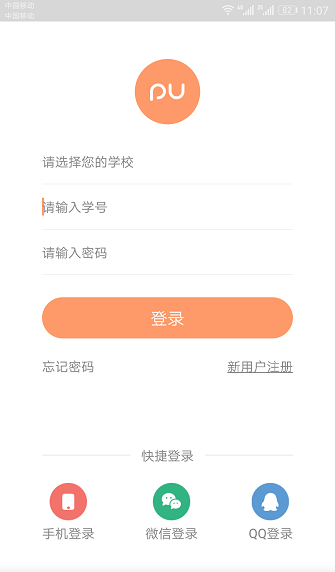 中国移动
中国移动
82
11:07
pu
请选择您的学校
请输入学号
请输入密码
登录
忘记密码 新用户注册
快捷登录
手机登录 微信登录 QQ登录